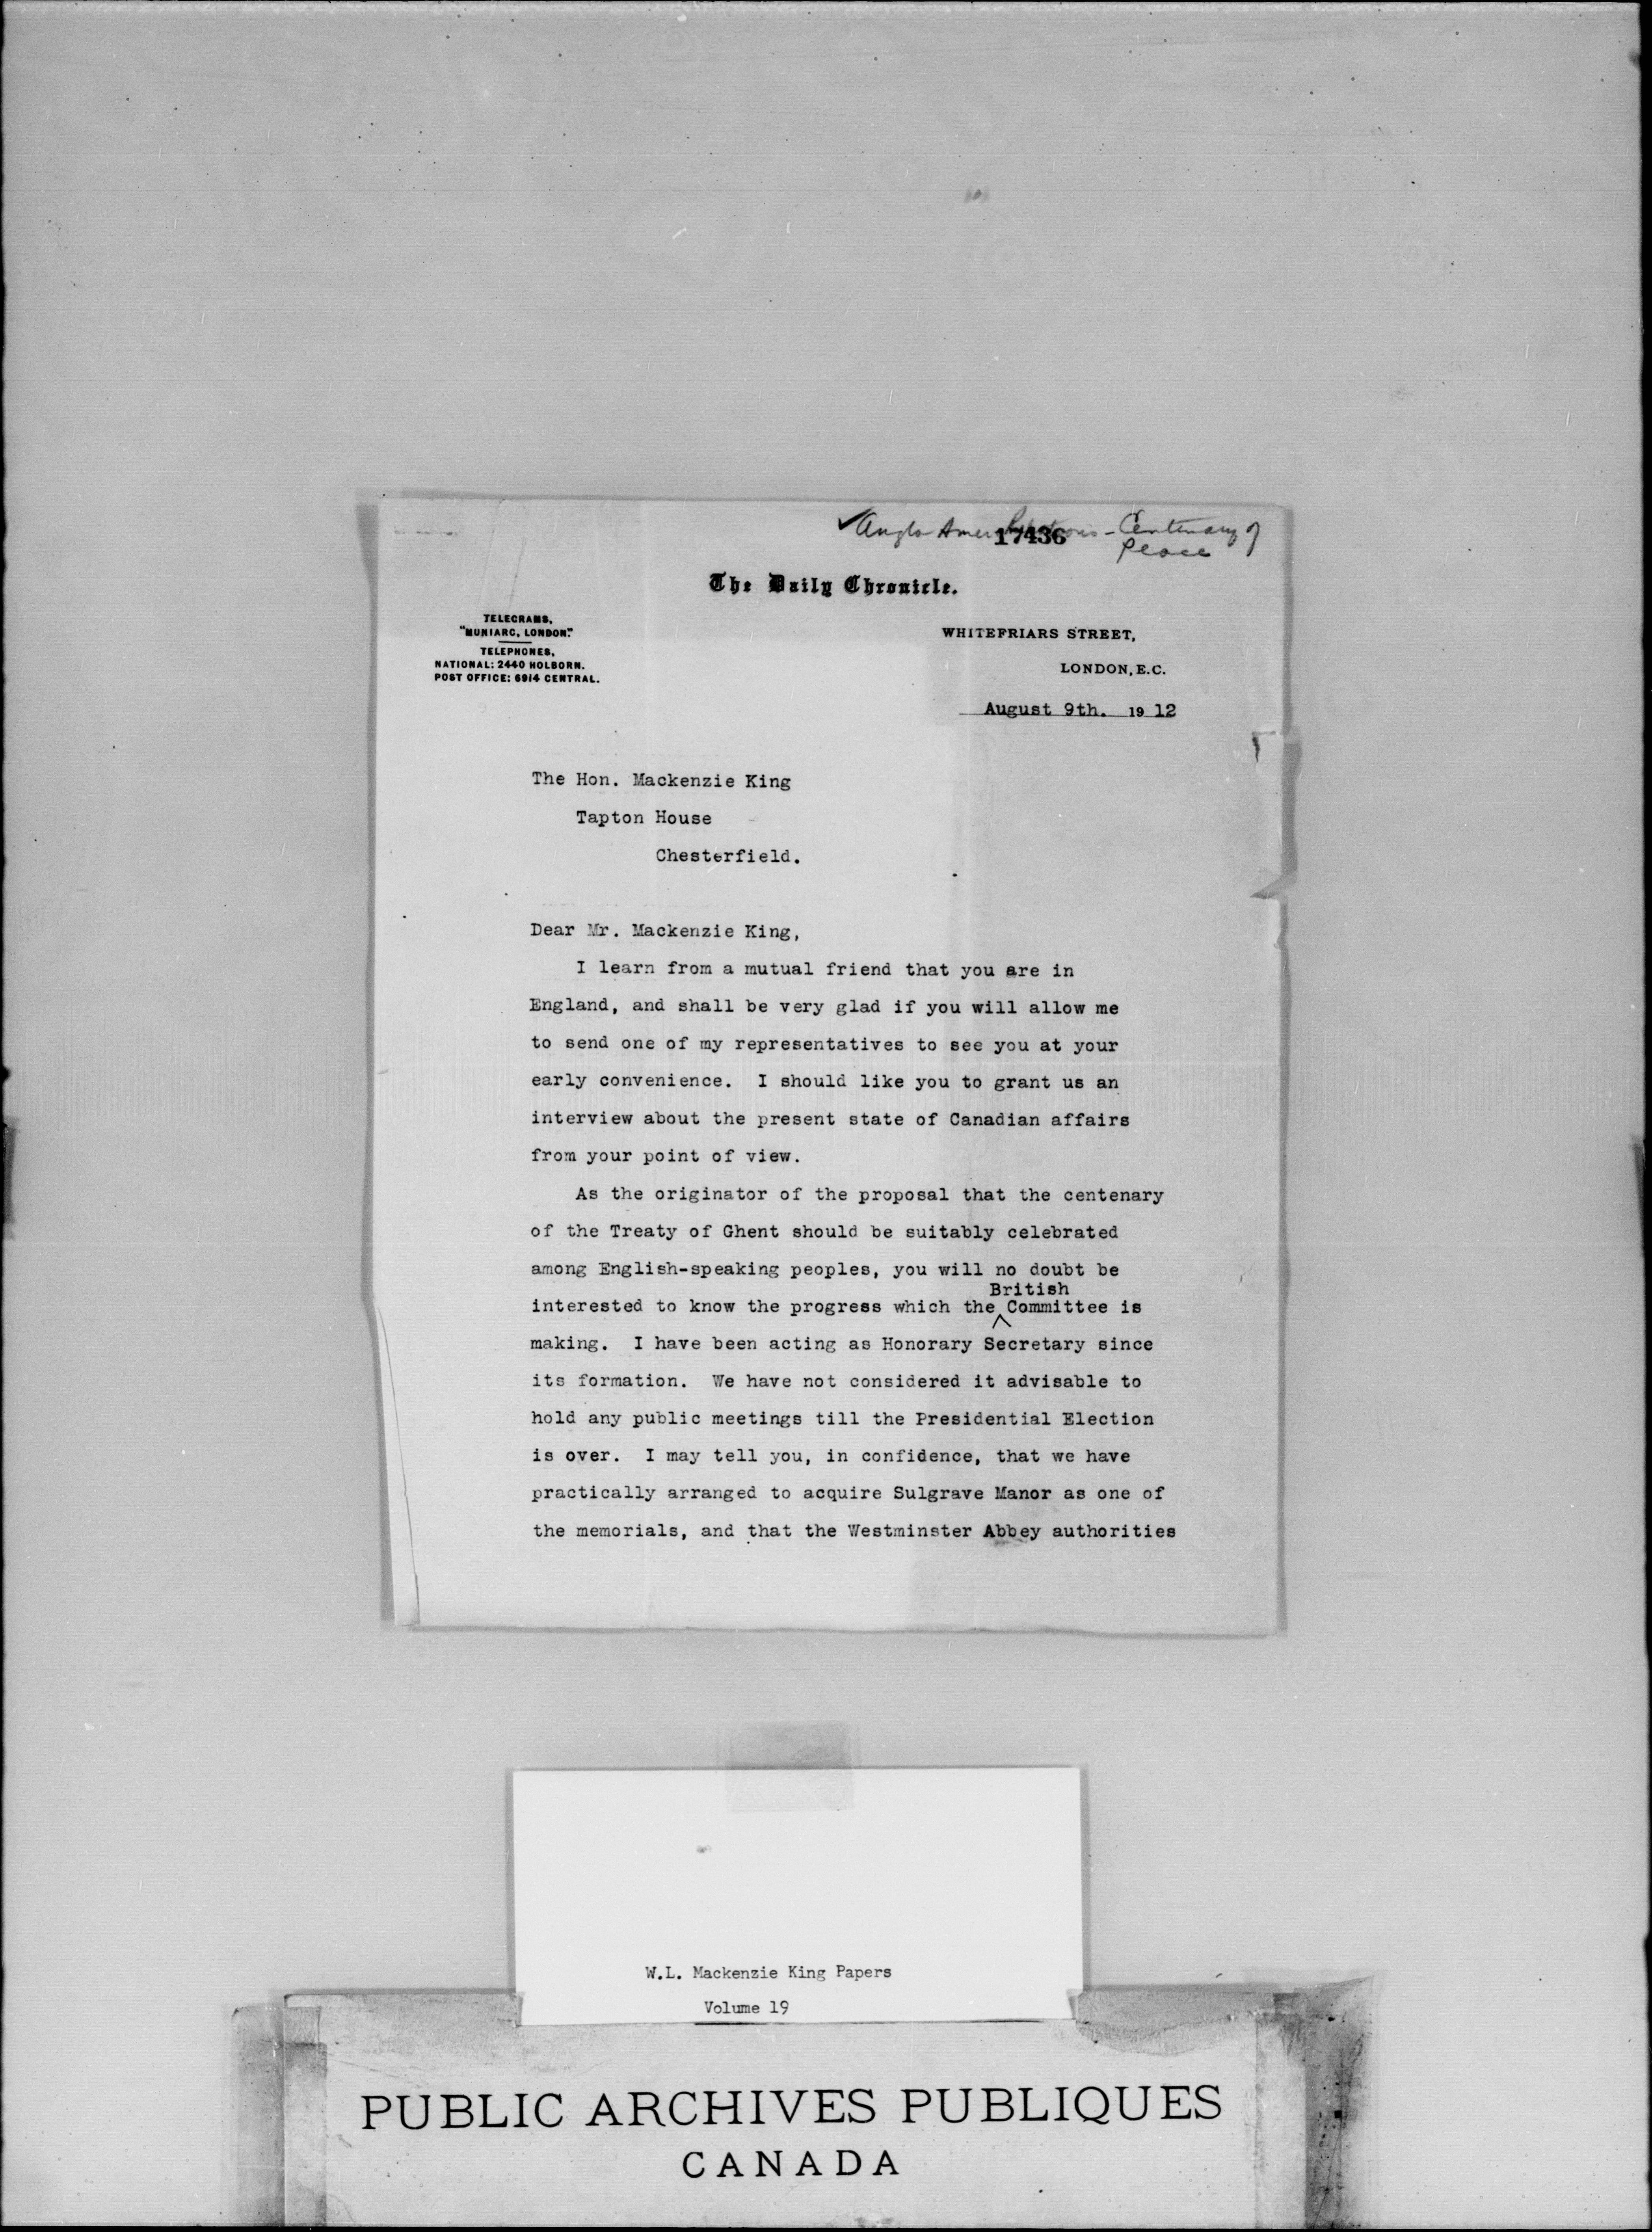 ✓ Anglo Amer Relations - Centenary of
Peace
17436
The Daily Chronicle.
TELEGRAMS,
"MUNIARC, LONDON."
TELEPHONES,
NATIONAL: 2440 HOLBORN.
POST OFFICE: 6914 CENTRAL.
WHITEFRIARS STREET,
LONDON, E.C.
August 9th. 19 12
The Hon. Mackenzie King
Tapton House
Chesterfield.
Dear Mr. Mackenzie King,
I learn from a mutual friend that you are in
England, and shall be very glad if you will allow me
to send one of my representatives to see you at your
early convenience. I should like you to grant us an
interview about the present state of Canadian affairs
from your point of view.
As the originator of the proposal that the centenary
of the Treaty of Ghent should be suitably celebrated
among English-speaking peoples, you will no doubt be
British
interested to know the progress which the ^ Committee is
making. I have been acting as Honorary Secretary since
its formation. We have not considered it advisable to
hold any public meetings till the Presidential Election
is over. I may tell you, in confidence, that we have
practically arranged to acquire Sulgrave Manor as one of
the memorials, and that the Westminster Abbey authorities
W.L. Mackenzie King Papers
Volume 19
PUBLIC ARCHIVES PUBLIQUES
CANADA